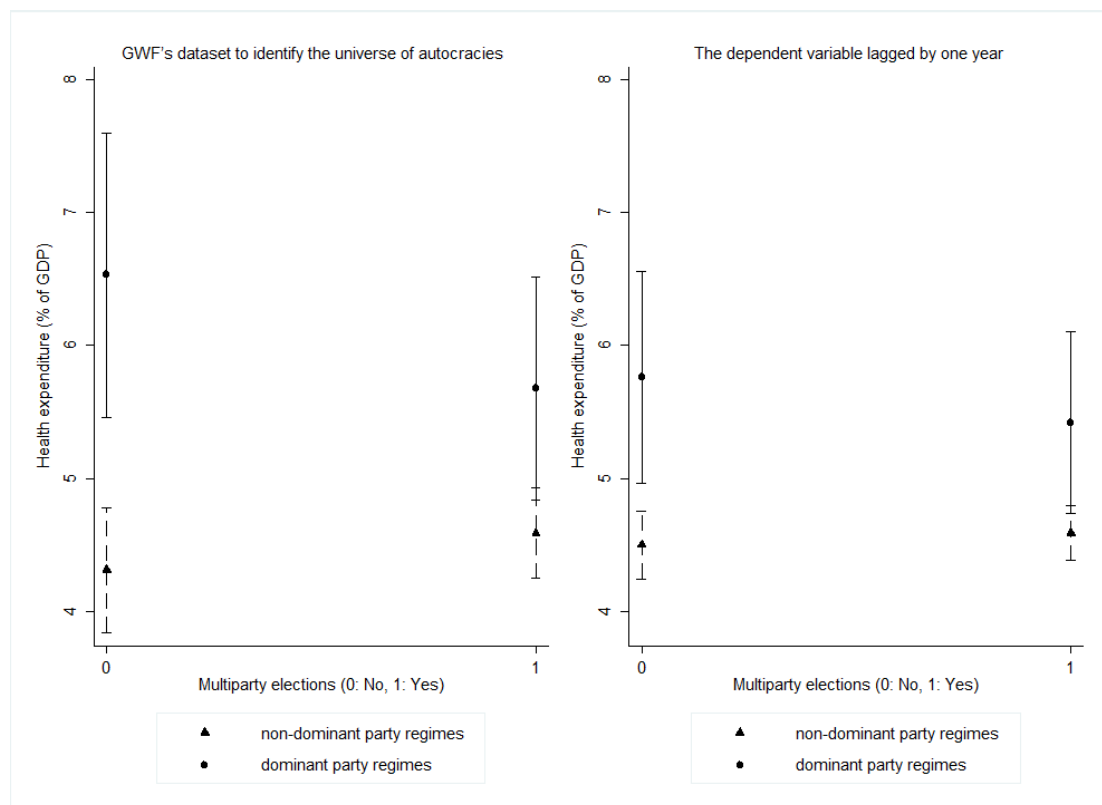 GWF's dataset to identify the universe of autocracies
8
7
6
5
4
Health expenditure (% of GDP)
0
1
Multiparty elections (0: No, 1: Yes)
non-dominant party regimes
dominant party regimes
The dependent variable lagged by one year
8
7
6
5
4
Health expenditure (% of GDP)
0
1
Multiparty elections (0: No, 1: Yes)
non-dominant party regimes
dominant party regimes